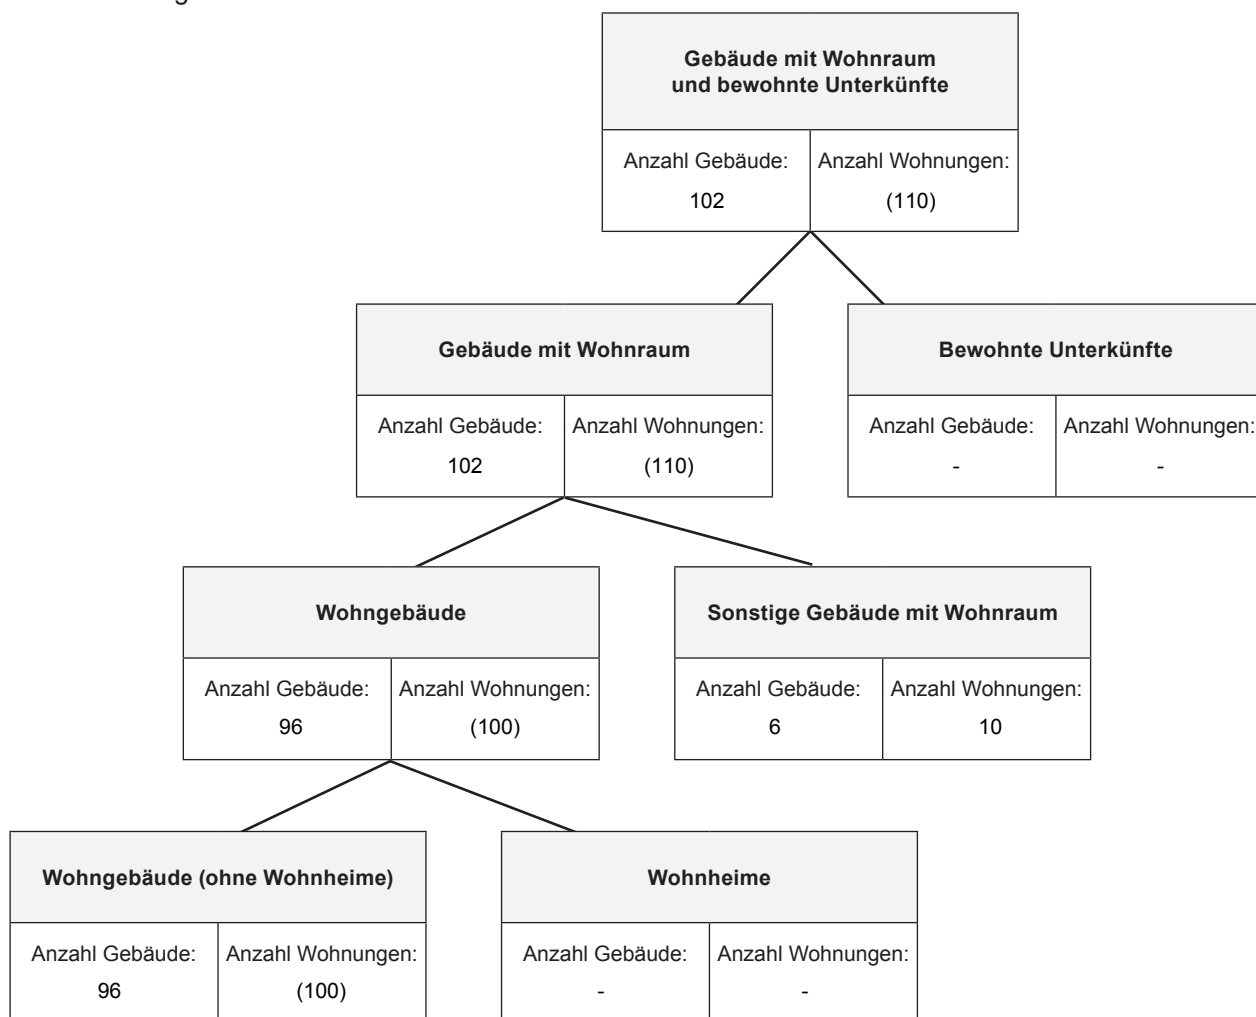 Gebäude mit Wohnraum
und bewohnte Unterkünfte
Anzahl Gebäude: Anzahl Wohnungen:
102 (110)
Gebäude mit Wohnraum
Bewohnte Unterkünfte
Anzahl Gebäude: Anzahl Wohnungen:
102 (110)
Anzahl Gebäude: Anzahl Wohnungen:
- -
Wohngebäude
Sonstige Gebäude mit Wohnraum
Anzahl Gebäude: Anzahl Wohnungen:
96 (100)
Anzahl Gebäude: Anzahl Wohnungen:
6 10
Wohngebäude (ohne Wohnheime)
Wohnheime
Anzahl Gebäude: Anzahl Wohnungen:
96 (100)
Anzahl Gebäude: Anzahl Wohnungen:
- -